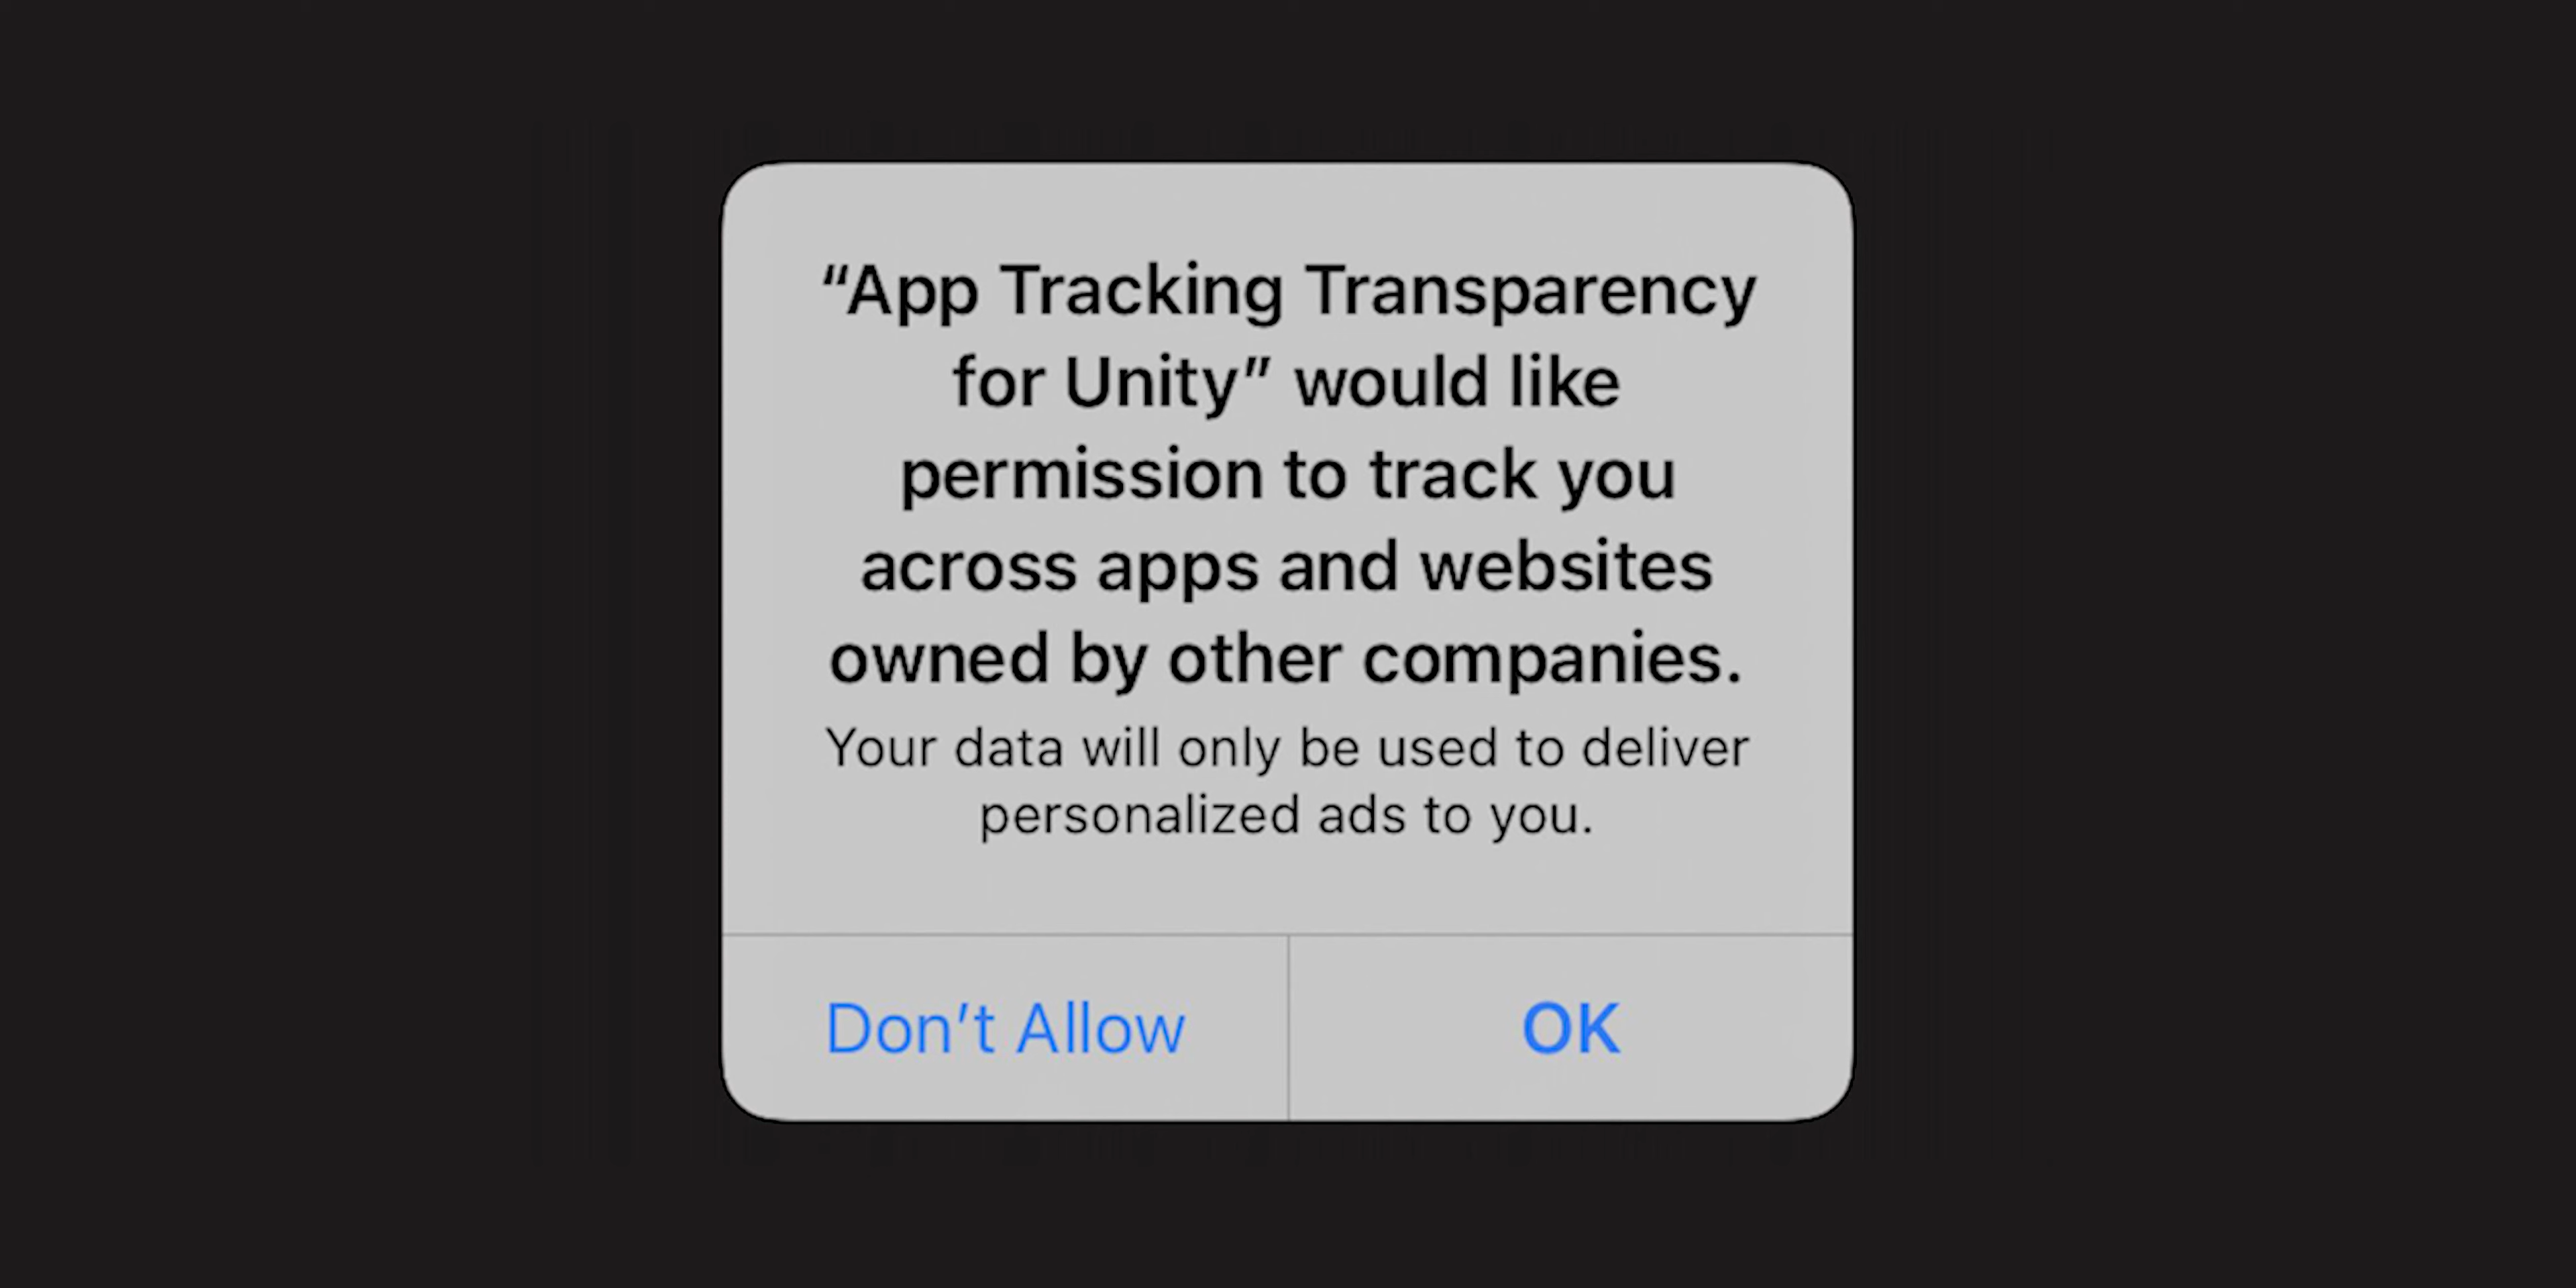 “App Tracking Transparency
for Unity” would like
permission to track you
across apps and websites
owned by other companies.
Your data will only be used to deliver
personalized ads to you.
Don’t Allow
OK